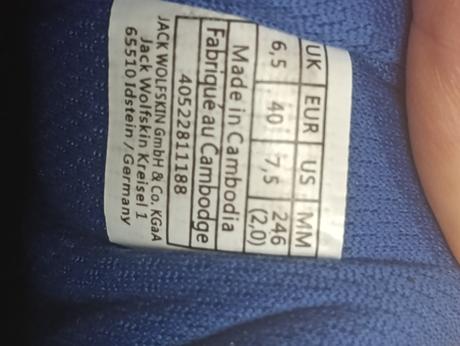 UK EUR US MM
6,5 40 7,5 246 (2,0)
Made in Cambodia
Fabriqué au Cambodge
40522811188
JACK WOLFSKIN GmbH & Co. KGaA
Jack Wolfskin Kreisel 1
65510 Idstein / Germany